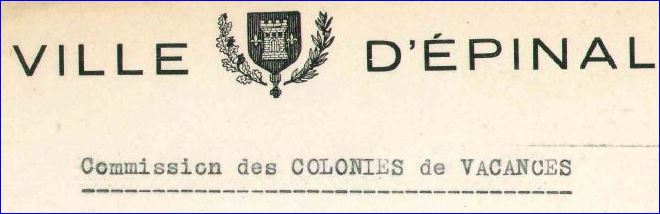 VILLE D'ÉPINAL
Commission des COLONIES de VACANCES